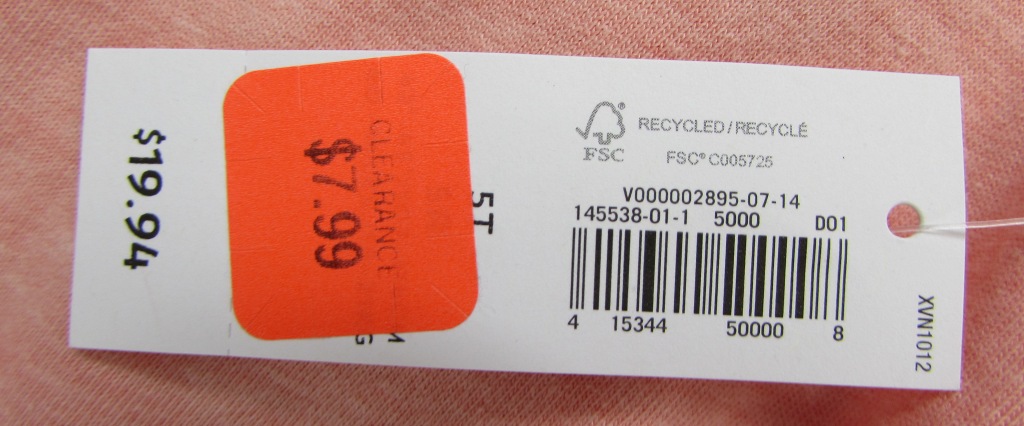 $19.94
CLEARANCE
$7.99
5T
M
G
FSC®
RECYCLED / RECYCLÉ
FSC® C005725
V000002895-07-14
145538-01-1 5000 D01
4 15344 50000 8
XVN1012